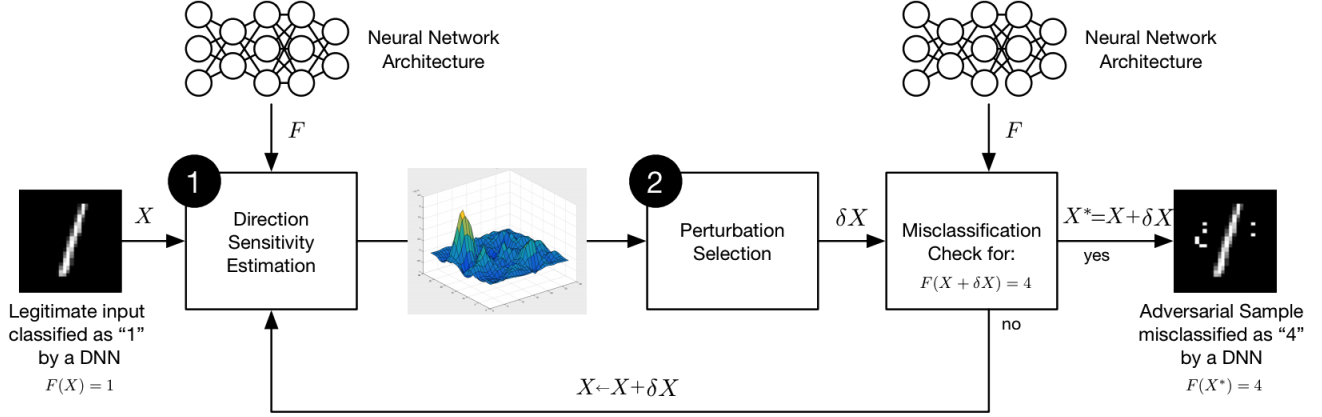 Neural Network
Architecture
F
Neural Network
Architecture
F
1
Direction
Sensitivity
Estimation
X
2
Perturbation
Selection
δX
Misclassification
Check for:
F(X + δX) = 4
X*=X+δX
yes
no
Legitimate input
classified as “1”
by a DNN
F(X) = 1
Adversarial Sample
misclassified as “4”
by a DNN
F(X*) = 4
X←X+δX